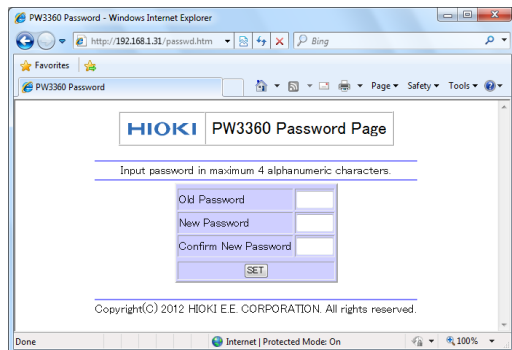 PW3360 Password - Windows Internet Explorer
http://192.168.1.31/passwd.htm
Bing
Favorites
PW3360 Password
Page Safety Tools
HIOKI PW3360 Password Page
Input password in maximum 4 alphanumeric characters.
Old Password
New Password
Confirm New Password
SET
Copyright(C) 2012 HIOKI E.E. CORPORATION. All rights reserved.
Done
Internet | Protected Mode: On
100%